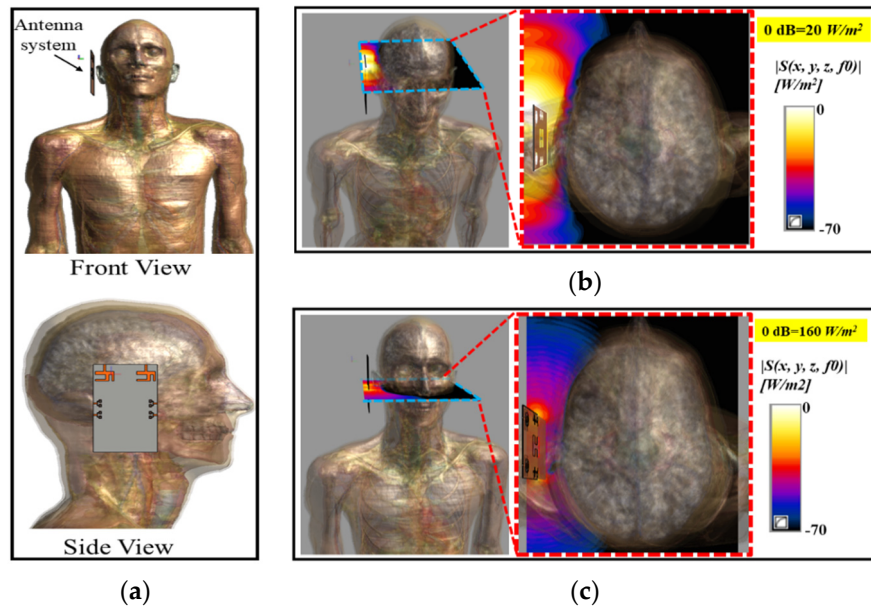 Antenna
system
Front View
Side View
(a)
0 dB=20 W/m²
|S(x, y, z, f0)|
[W/m²]
0
-70
(b)
0 dB=160 W/m²
|S(x, y, z, f0)|
[W/m2]
0
-70
(c)